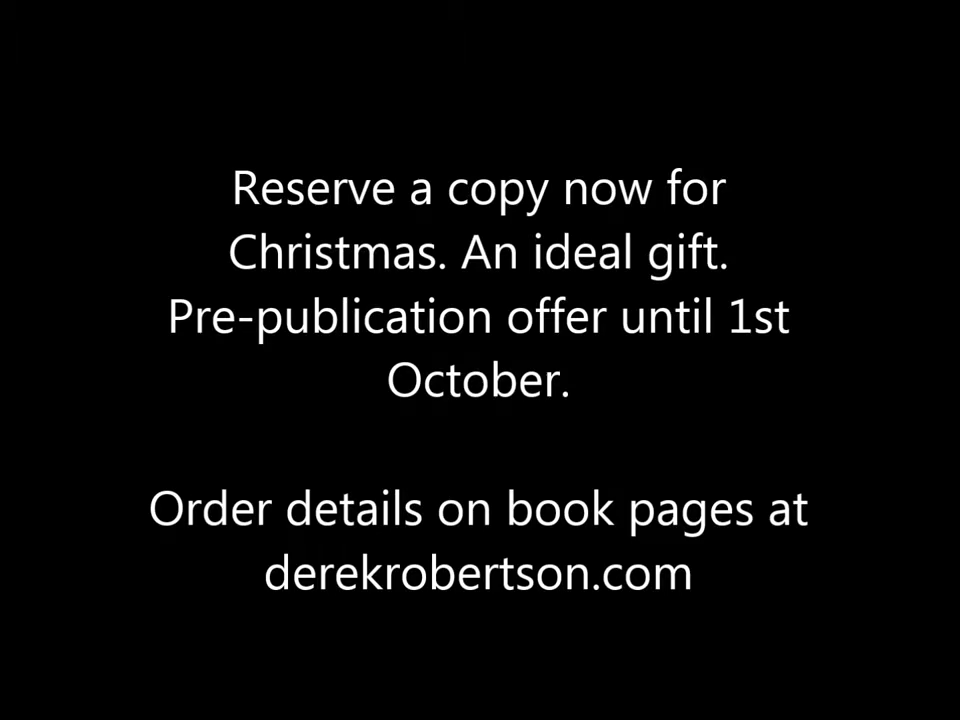 Reserve a copy now for
Christmas. An ideal gift.
Pre-publication offer until 1st
October.
Order details on book pages at
derekrobertson.com